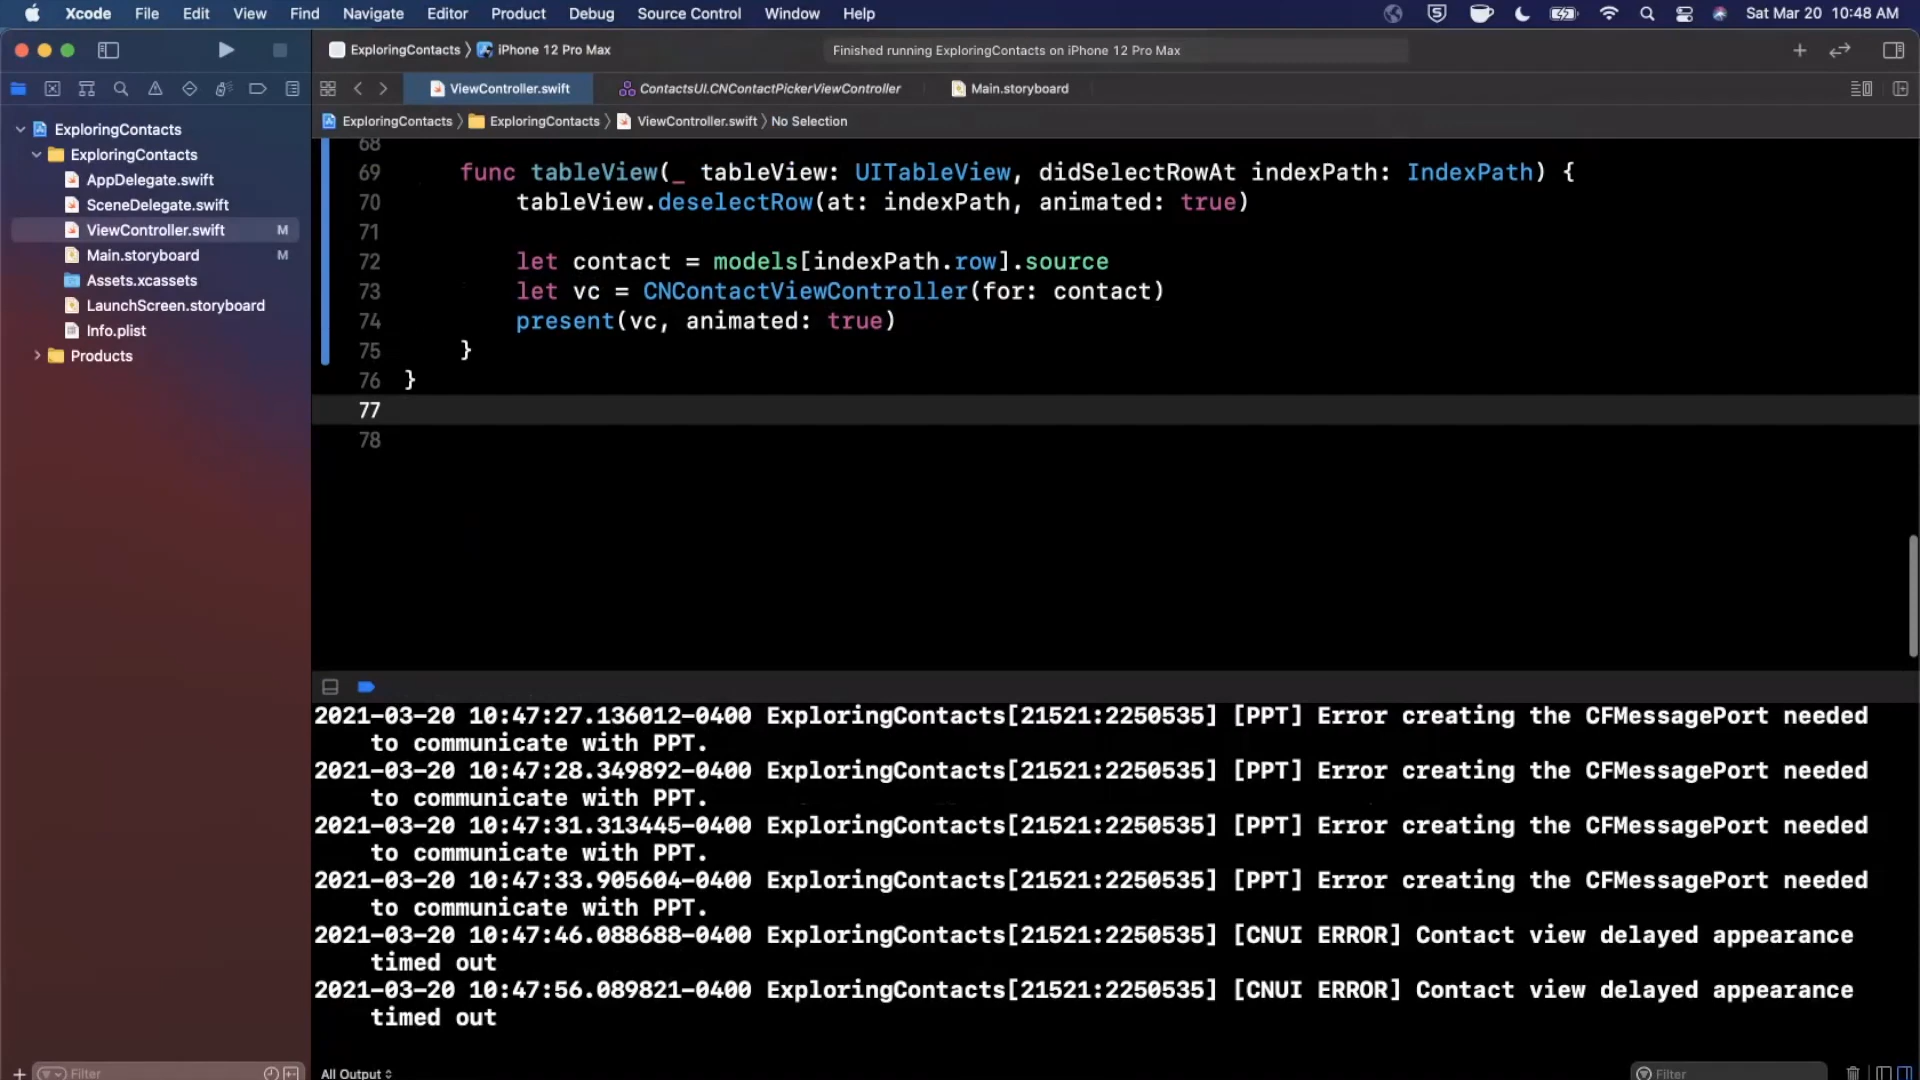 Xcode File Edit View Find Navigate Editor Product Debug Source Control Window Help Sat Mar 20 10:48 AM
ExploringContacts iPhone 12 Pro Max Finished running ExploringContacts on iPhone 12 Pro Max
ViewController.swift ContactsUI.CNContactPickerViewController Main.storyboard
ExploringContacts ExploringContacts ViewController.swift No Selection
ExploringContacts
ExploringContacts
AppDelegate.swift
SceneDelegate.swift
ViewController.swift M
Main.storyboard M
Assets.xcassets
LaunchScreen.storyboard
Info.plist
Products
Filter
68
69 func tableView(_ tableView: UITableView, didSelectRowAt indexPath: IndexPath) {
70 tableView.deselectRow(at: indexPath, animated: true)
71
72 let contact = models[indexPath.row].source
73 let vc = CNContactViewController(for: contact)
74 present(vc, animated: true)
75 }
76 }
77
78
2021-03-20 10:47:27.136012-0400 ExploringContacts[21521:2250535] [PPT] Error creating the CFMessagePort needed
to communicate with PPT.
2021-03-20 10:47:28.349892-0400 ExploringContacts[21521:2250535] [PPT] Error creating the CFMessagePort needed
to communicate with PPT.
2021-03-20 10:47:31.313445-0400 ExploringContacts[21521:2250535] [PPT] Error creating the CFMessagePort needed
to communicate with PPT.
2021-03-20 10:47:33.905604-0400 ExploringContacts[21521:2250535] [PPT] Error creating the CFMessagePort needed
to communicate with PPT.
2021-03-20 10:47:46.088688-0400 ExploringContacts[21521:2250535] [CNUI ERROR] Contact view delayed appearance
timed out
2021-03-20 10:47:56.089821-0400 ExploringContacts[21521:2250535] [CNUI ERROR] Contact view delayed appearance
timed out
All Output Filter